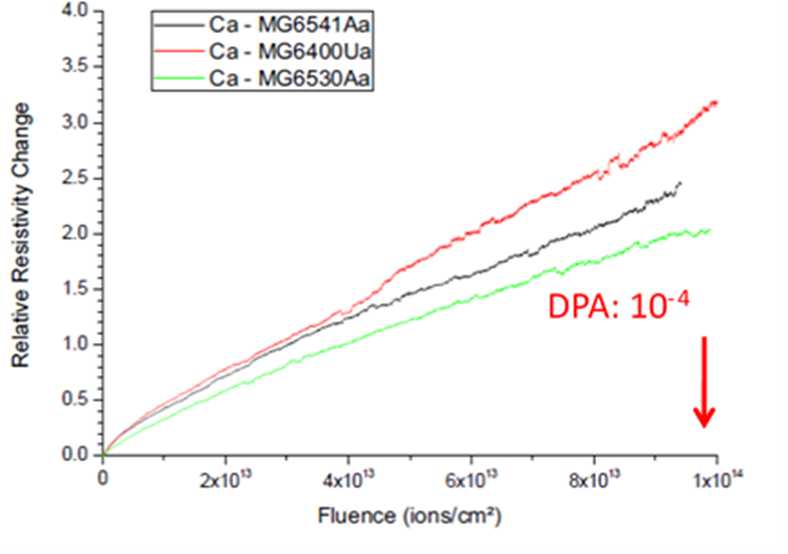 4.0
3.5
3.0
2.5
2.0
1.5
1.0
0.5
0.0
Relative Resistivity Change
Ca - MG6541Aa
Ca - MG6400Ua
Ca - MG6530Aa
DPA: 10⁻⁴
0 2x10¹³ 4x10¹³ 6x10¹³ 8x10¹³ 1x10¹⁴
Fluence (ions/cm²)